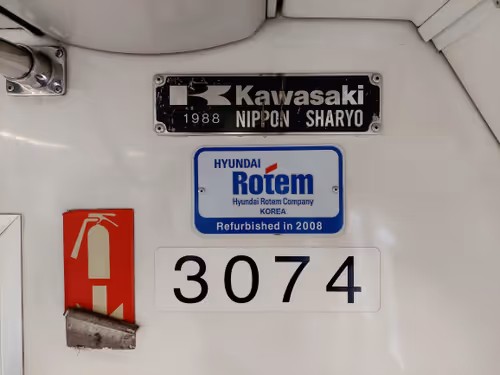 Kawasaki
1988 NIPPON SHARYO
HYUNDAI
Rotem
Hyundai Rotem Company
KOREA
Refurbished in 2008
3074